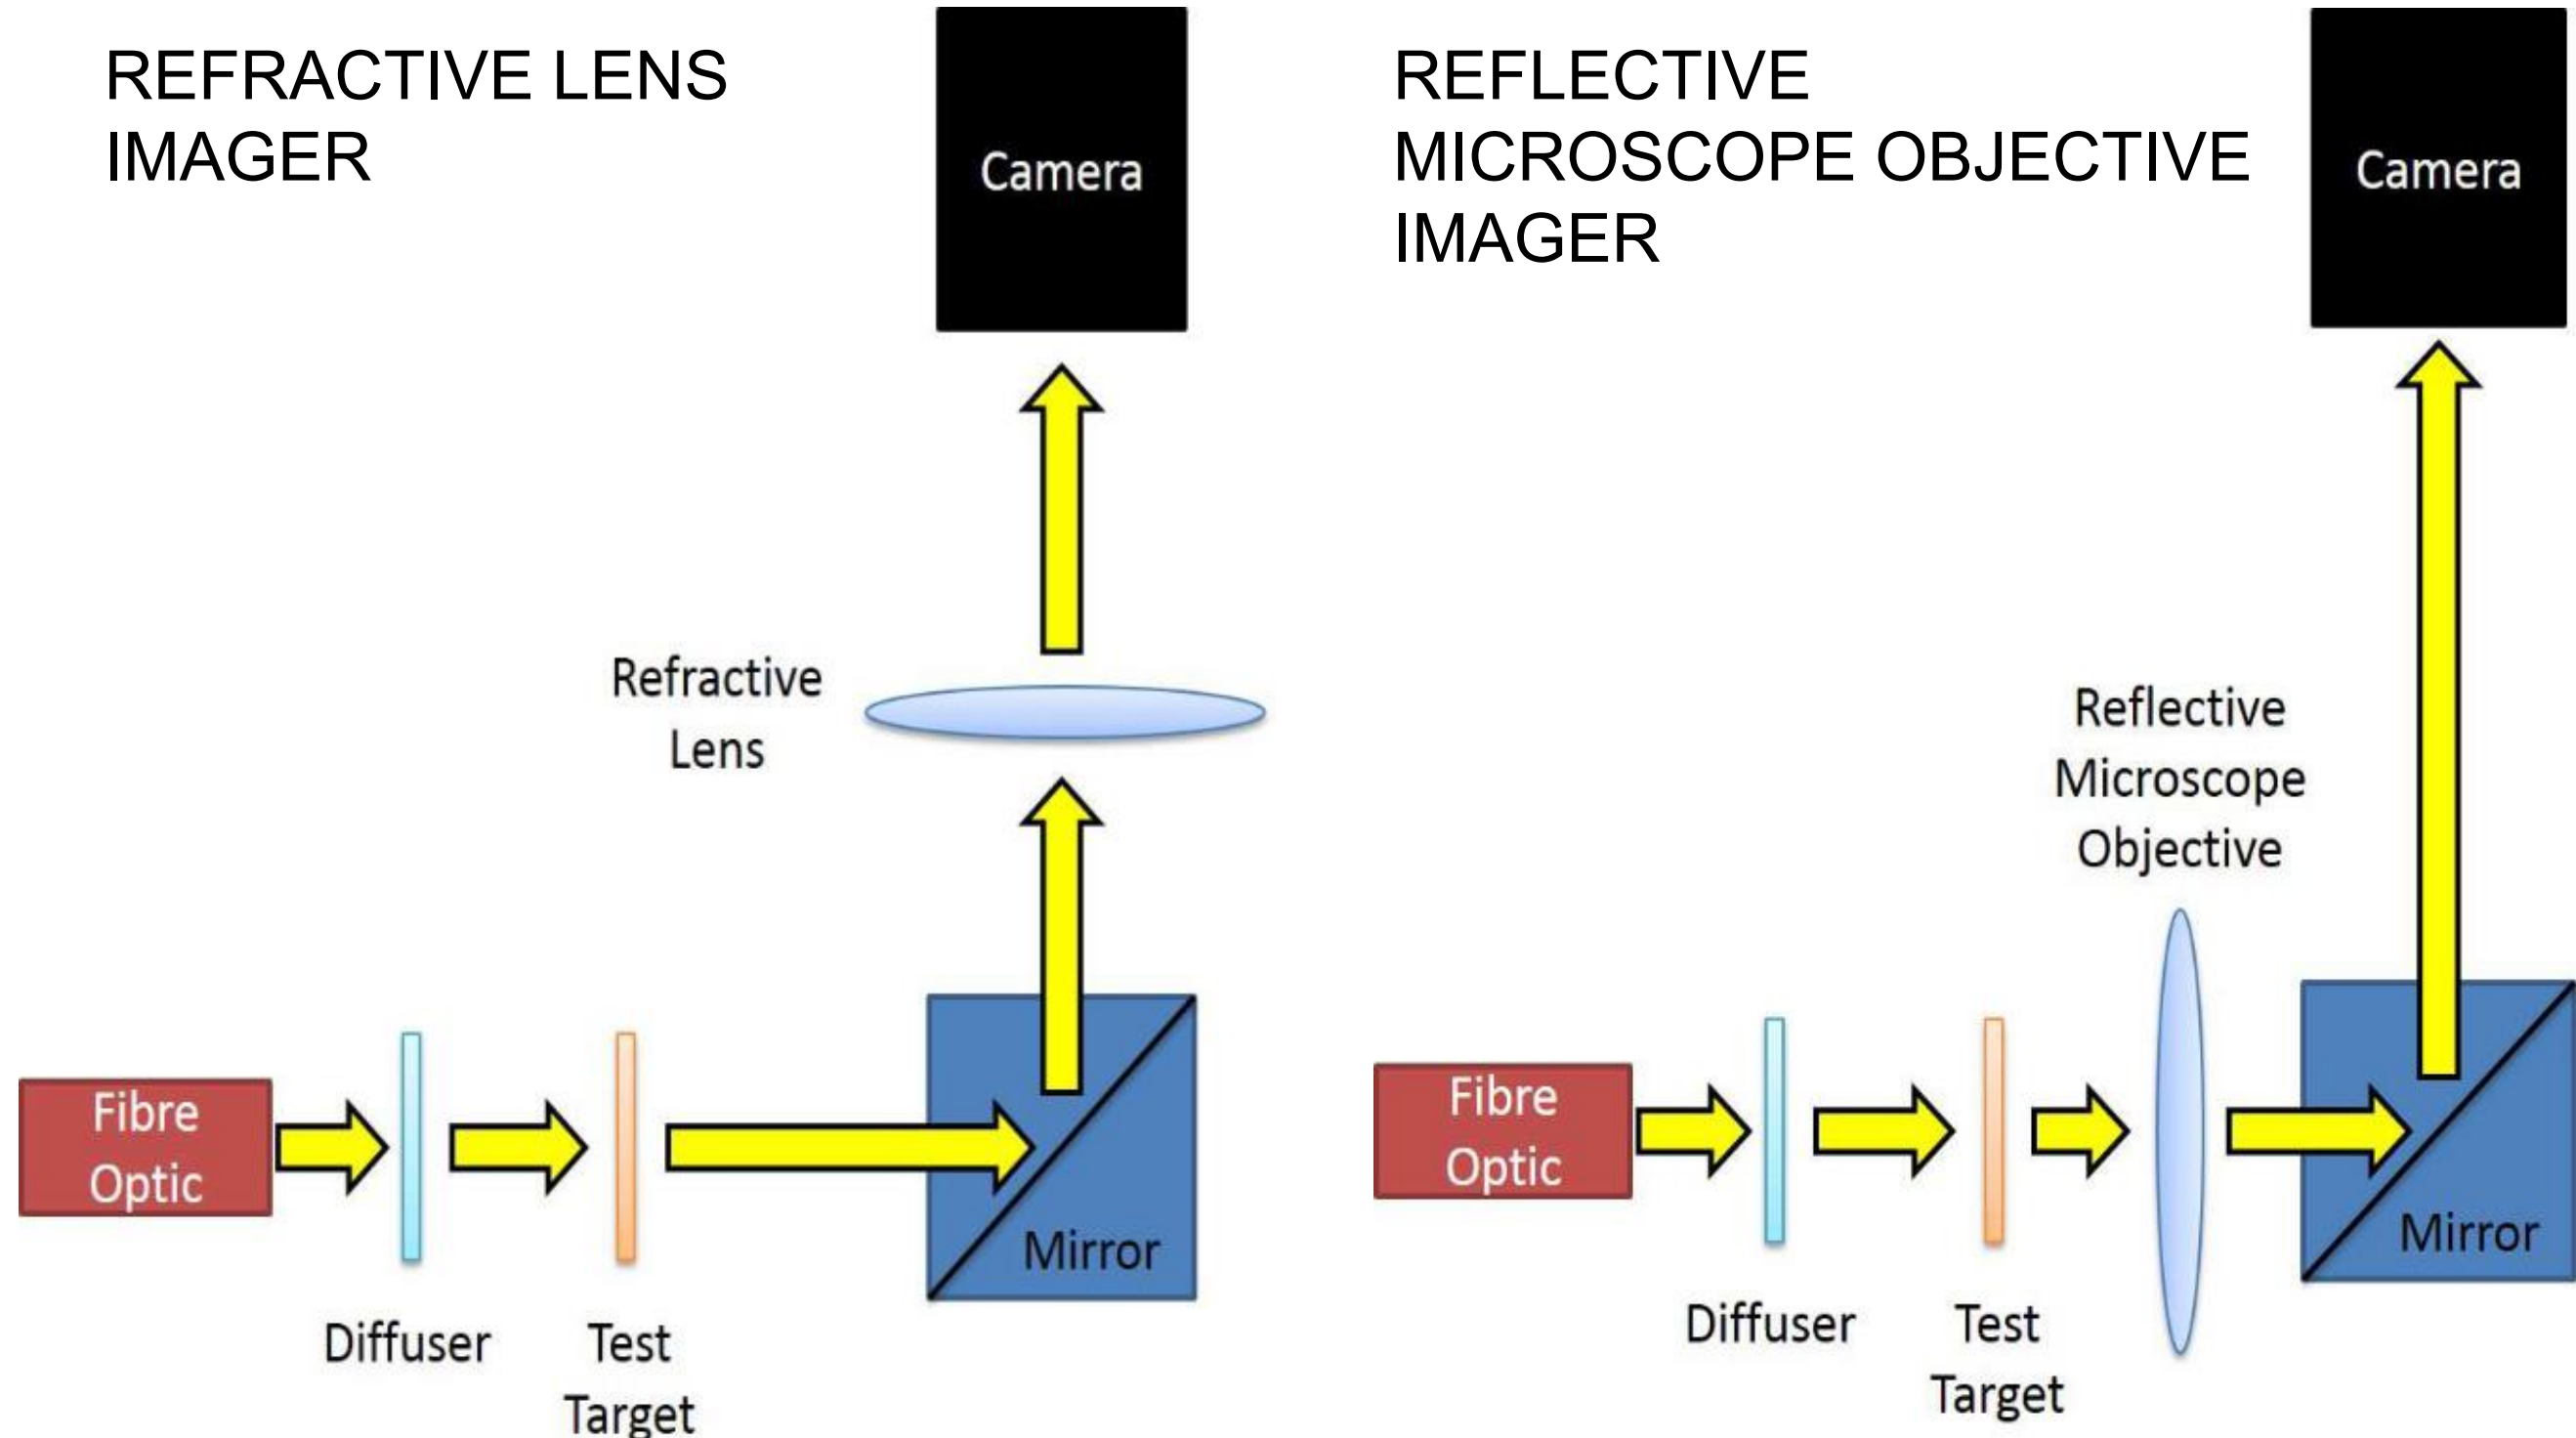 REFRACTIVE LENS
IMAGER
Camera
Refractive
Lens
Fibre
Optic
Mirror
Diffuser
Test
Target
REFLECTIVE
MICROSCOPE OBJECTIVE
IMAGER
Camera
Reflective
Microscope
Objective
Fibre
Optic
Mirror
Diffuser
Test
Target